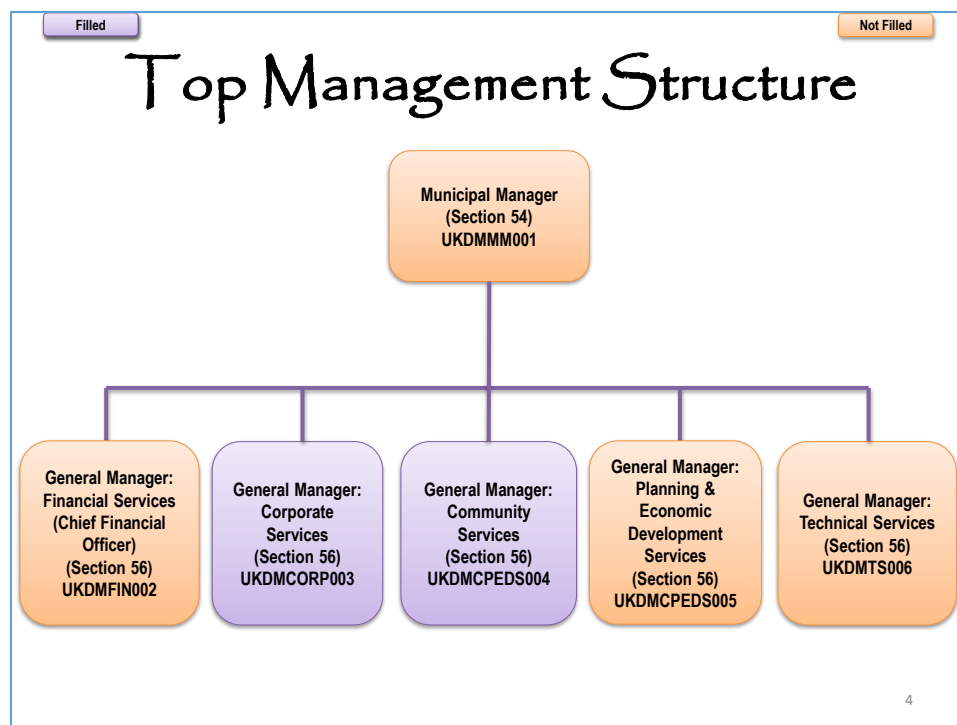 Filled
Not Filled
Top Management Structure
Municipal Manager
(Section 54)
UKDMMM001
General Manager:
Financial Services
(Chief Financial
Officer)
(Section 56)
UKDMFIN002
General Manager:
Corporate
Services
(Section 56)
UKDMCORP003
General Manager:
Community
Services
(Section 56)
UKDMCPEDS004
General Manager:
Planning &
Economic
Development
Services
(Section 56)
UKDMCPEDS005
General Manager:
Technical Services
(Section 56)
UKDMTS006
4